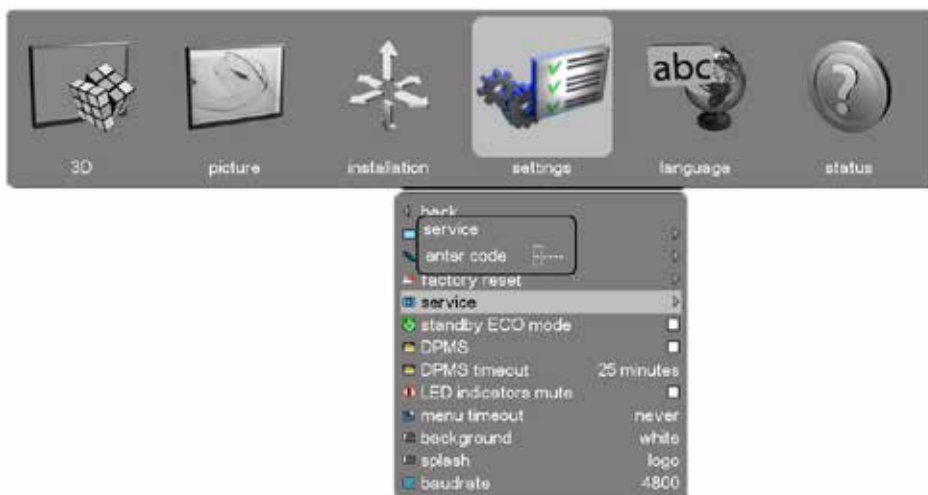 abc
?
3D picture installation settings language status
back
service
enter code -----
factory reset
service
standby ECO mode
DPMS
DPMS timeout 25 minutes
LED indicators mute
menu timeout never
background white
splash logo
baudrate 4800